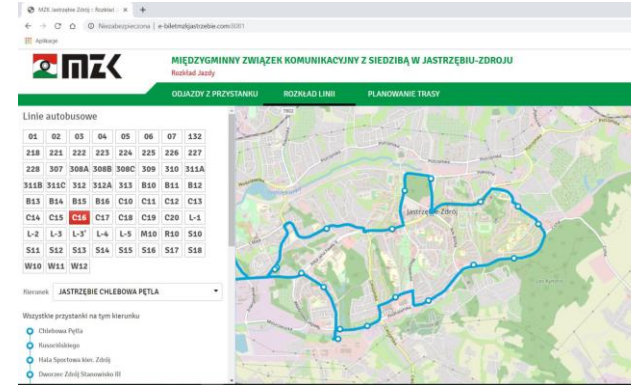 MZK Jastrzębie Zdrój - Rozkład
Niezabezpieczona | e-biletmzkjastrzebie.com:8081
Aplikacje
MZK
MIĘDZYGMINNY ZWIĄZEK KOMUNIKACYJNY Z SIEDZIBĄ W JASTRZĘBIU-ZDROJU
Rozkład Jazdy
ODJAZDY Z PRZYSTANKU ROZKŁAD LINII PLANOWANIE TRASY
Linie autobusowe
01 02 03 04 05 06 07 132
218 221 222 223 224 225 226 227
228 307 308A 308B 308C 309 310 311A
311B 311C 312 312A 313 B10 B11 B12
B13 B14 B15 B16 C10 C11 C12 C13
C14 C15 C16 C17 C18 C19 C20 L-1
L-2 L-3 L-3' L-4 L-5 M10 R10 S10
S11 S12 S13 S14 S15 S16 S17 S18
W10 W11 W12
Kierunek JASTRZĘBIE CHLEBOWA PĘTLA
Wszystkie przystanki na tym kierunku
Chlebowa Pętla
Kusocińskiego
Hala Sportowa kier. Zdrój
Dworzec Zdrój Stanowisko III
Jastrzębie-Zdrój